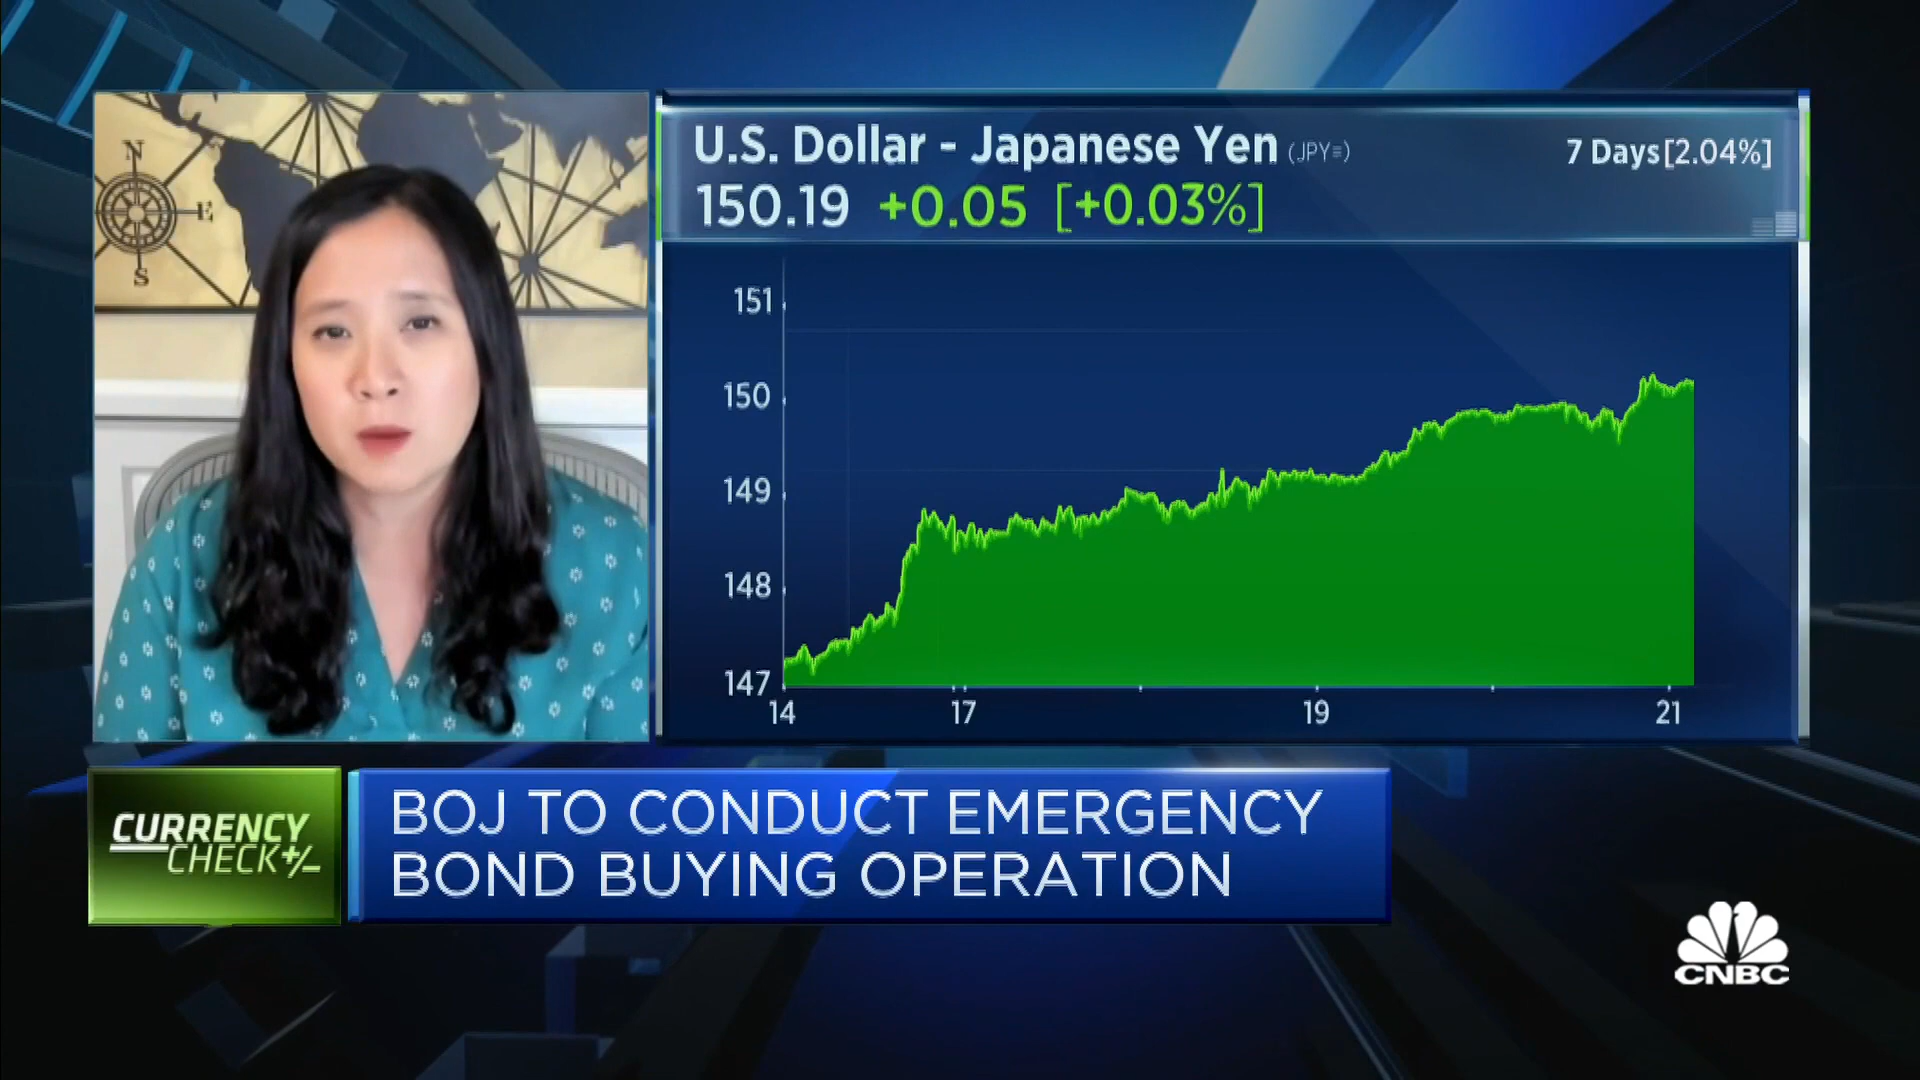 N
E
S
U.S. Dollar - Japanese Yen (JPY=)
7 Days [2.04%]
150.19 +0.05 [+0.03%]
151
150
149
148
147
14 17 19 21
CURRENCY
CHECK +/-
BOJ TO CONDUCT EMERGENCY
BOND BUYING OPERATION
CNBC